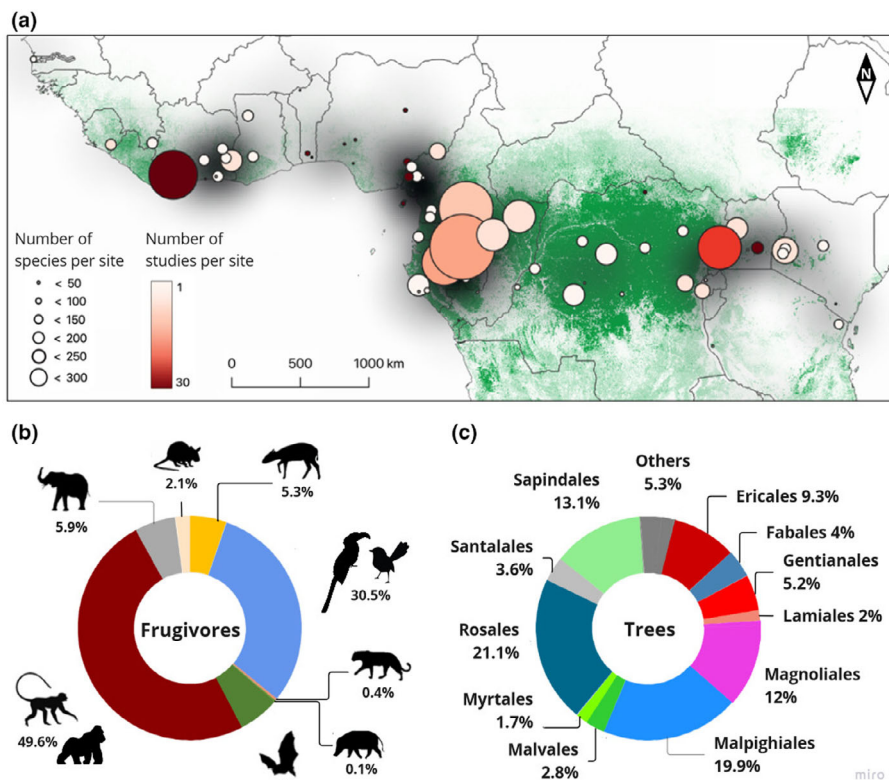 (a)
N
Number of
species per site
< 50
< 100
< 150
< 200
< 250
< 300
Number of
studies per site
1
30
0 500 1000 km
(b)
2.1%
5.3%
5.9%
30.5%
Frugivores
0.4%
49.6%
0.1%
(c)
Others
5.3%
Sapindales
13.1%
Ericales 9.3%
Fabales 4%
Santalales
3.6%
Gentianales
5.2%
Lamiales 2%
Rosales
21.1%
Trees
Magnoliales
12%
Myrtales
1.7%
Malvales
2.8%
Malpighiales
19.9%
miro